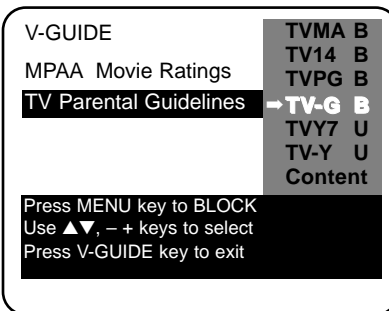 V-GUIDE
MPAA Movie Ratings
TV Parental Guidelines
TVMA B
TV14 B
TVPG B
➡TV-G B
TVY7 U
TV-Y U
Content
Press MENU key to BLOCK
Use ▲▼, – + keys to select
Press V-GUIDE key to exit